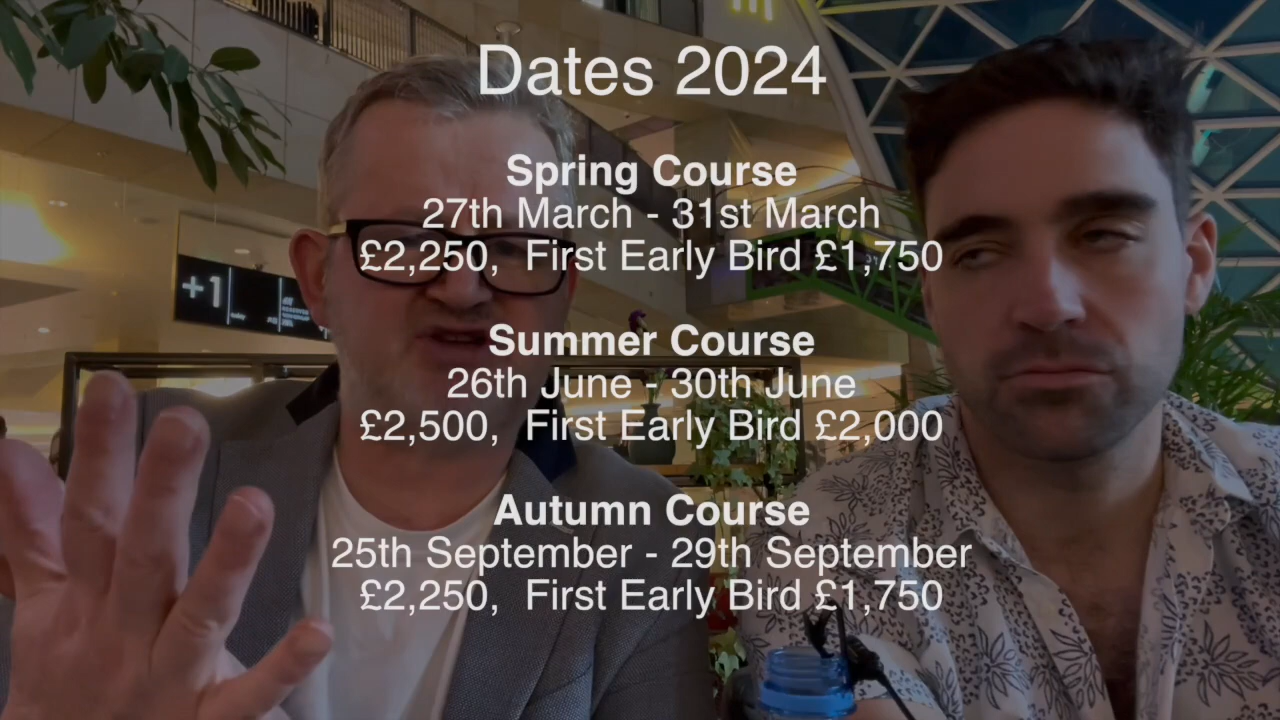 Dates 2024
Spring Course
27th March - 31st March
£2,250, First Early Bird £1,750
+1
today
Summer Course
26th June - 30th June
£2,500, First Early Bird £2,000
Autumn Course
25th September - 29th September
£2,250, First Early Bird £1,750